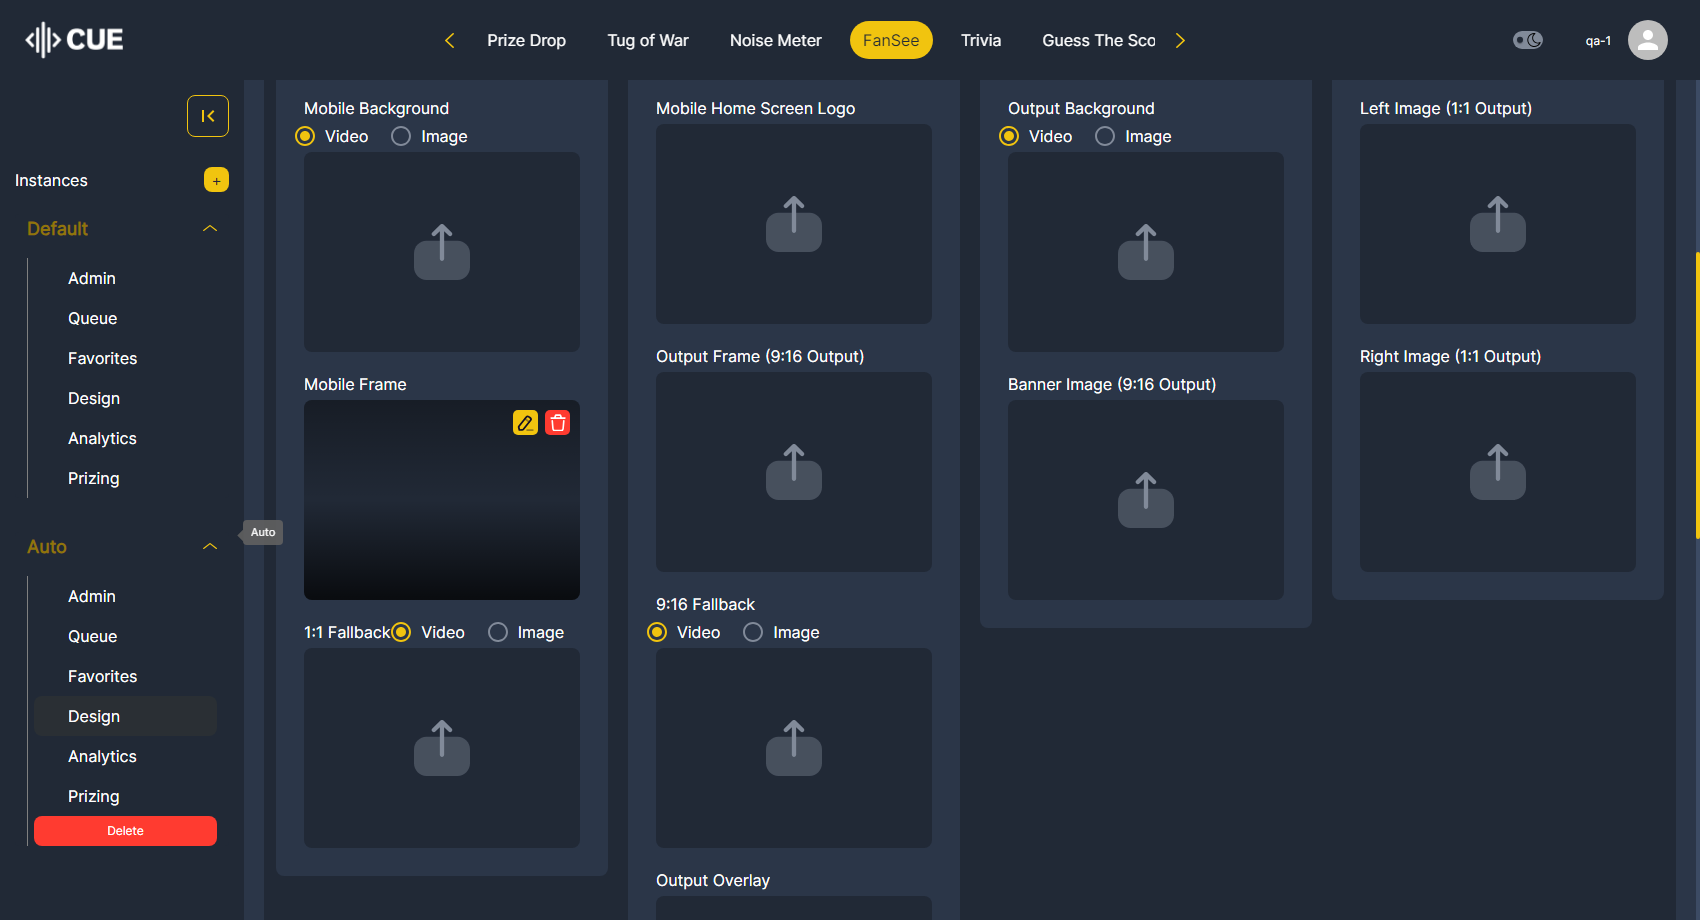 CUE
Prize Drop
Tug of War
Noise Meter
FanSee
Trivia
Guess The Sco
qa-1
Instances
+
Default
Admin
Queue
Favorites
Design
Analytics
Prizing
Auto
Admin
Queue
Favorites
Design
Analytics
Prizing
Delete
Auto
Mobile Background
Video
Image
Mobile Frame
1:1 Fallback
Video
Image
Mobile Home Screen Logo
Output Frame (9:16 Output)
9:16 Fallback
Video
Image
Output Overlay
Output Background
Video
Image
Banner Image (9:16 Output)
Left Image (1:1 Output)
Right Image (1:1 Output)